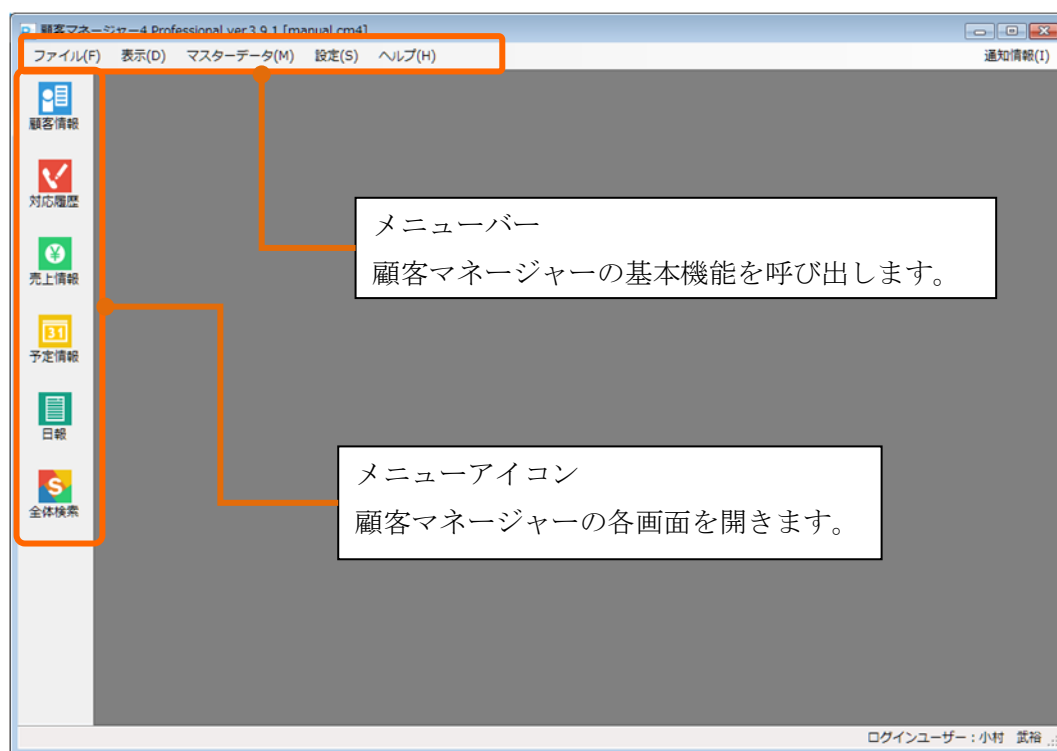 顧客マネージャー4 Professional ver.3.9.1 [manual.cm4]
ファイル(F) 表示(D) マスターデータ(M) 設定(S) ヘルプ(H) 通知情報(I)
顧客情報
対応履歴
メニューバー
顧客マネージャーの基本機能を呼び出します。
¥
売上情報
31
予定情報
日報
メニューアイコン
顧客マネージャーの各画面を開きます。
S
全体検索
ログインユーザー：小村 武裕